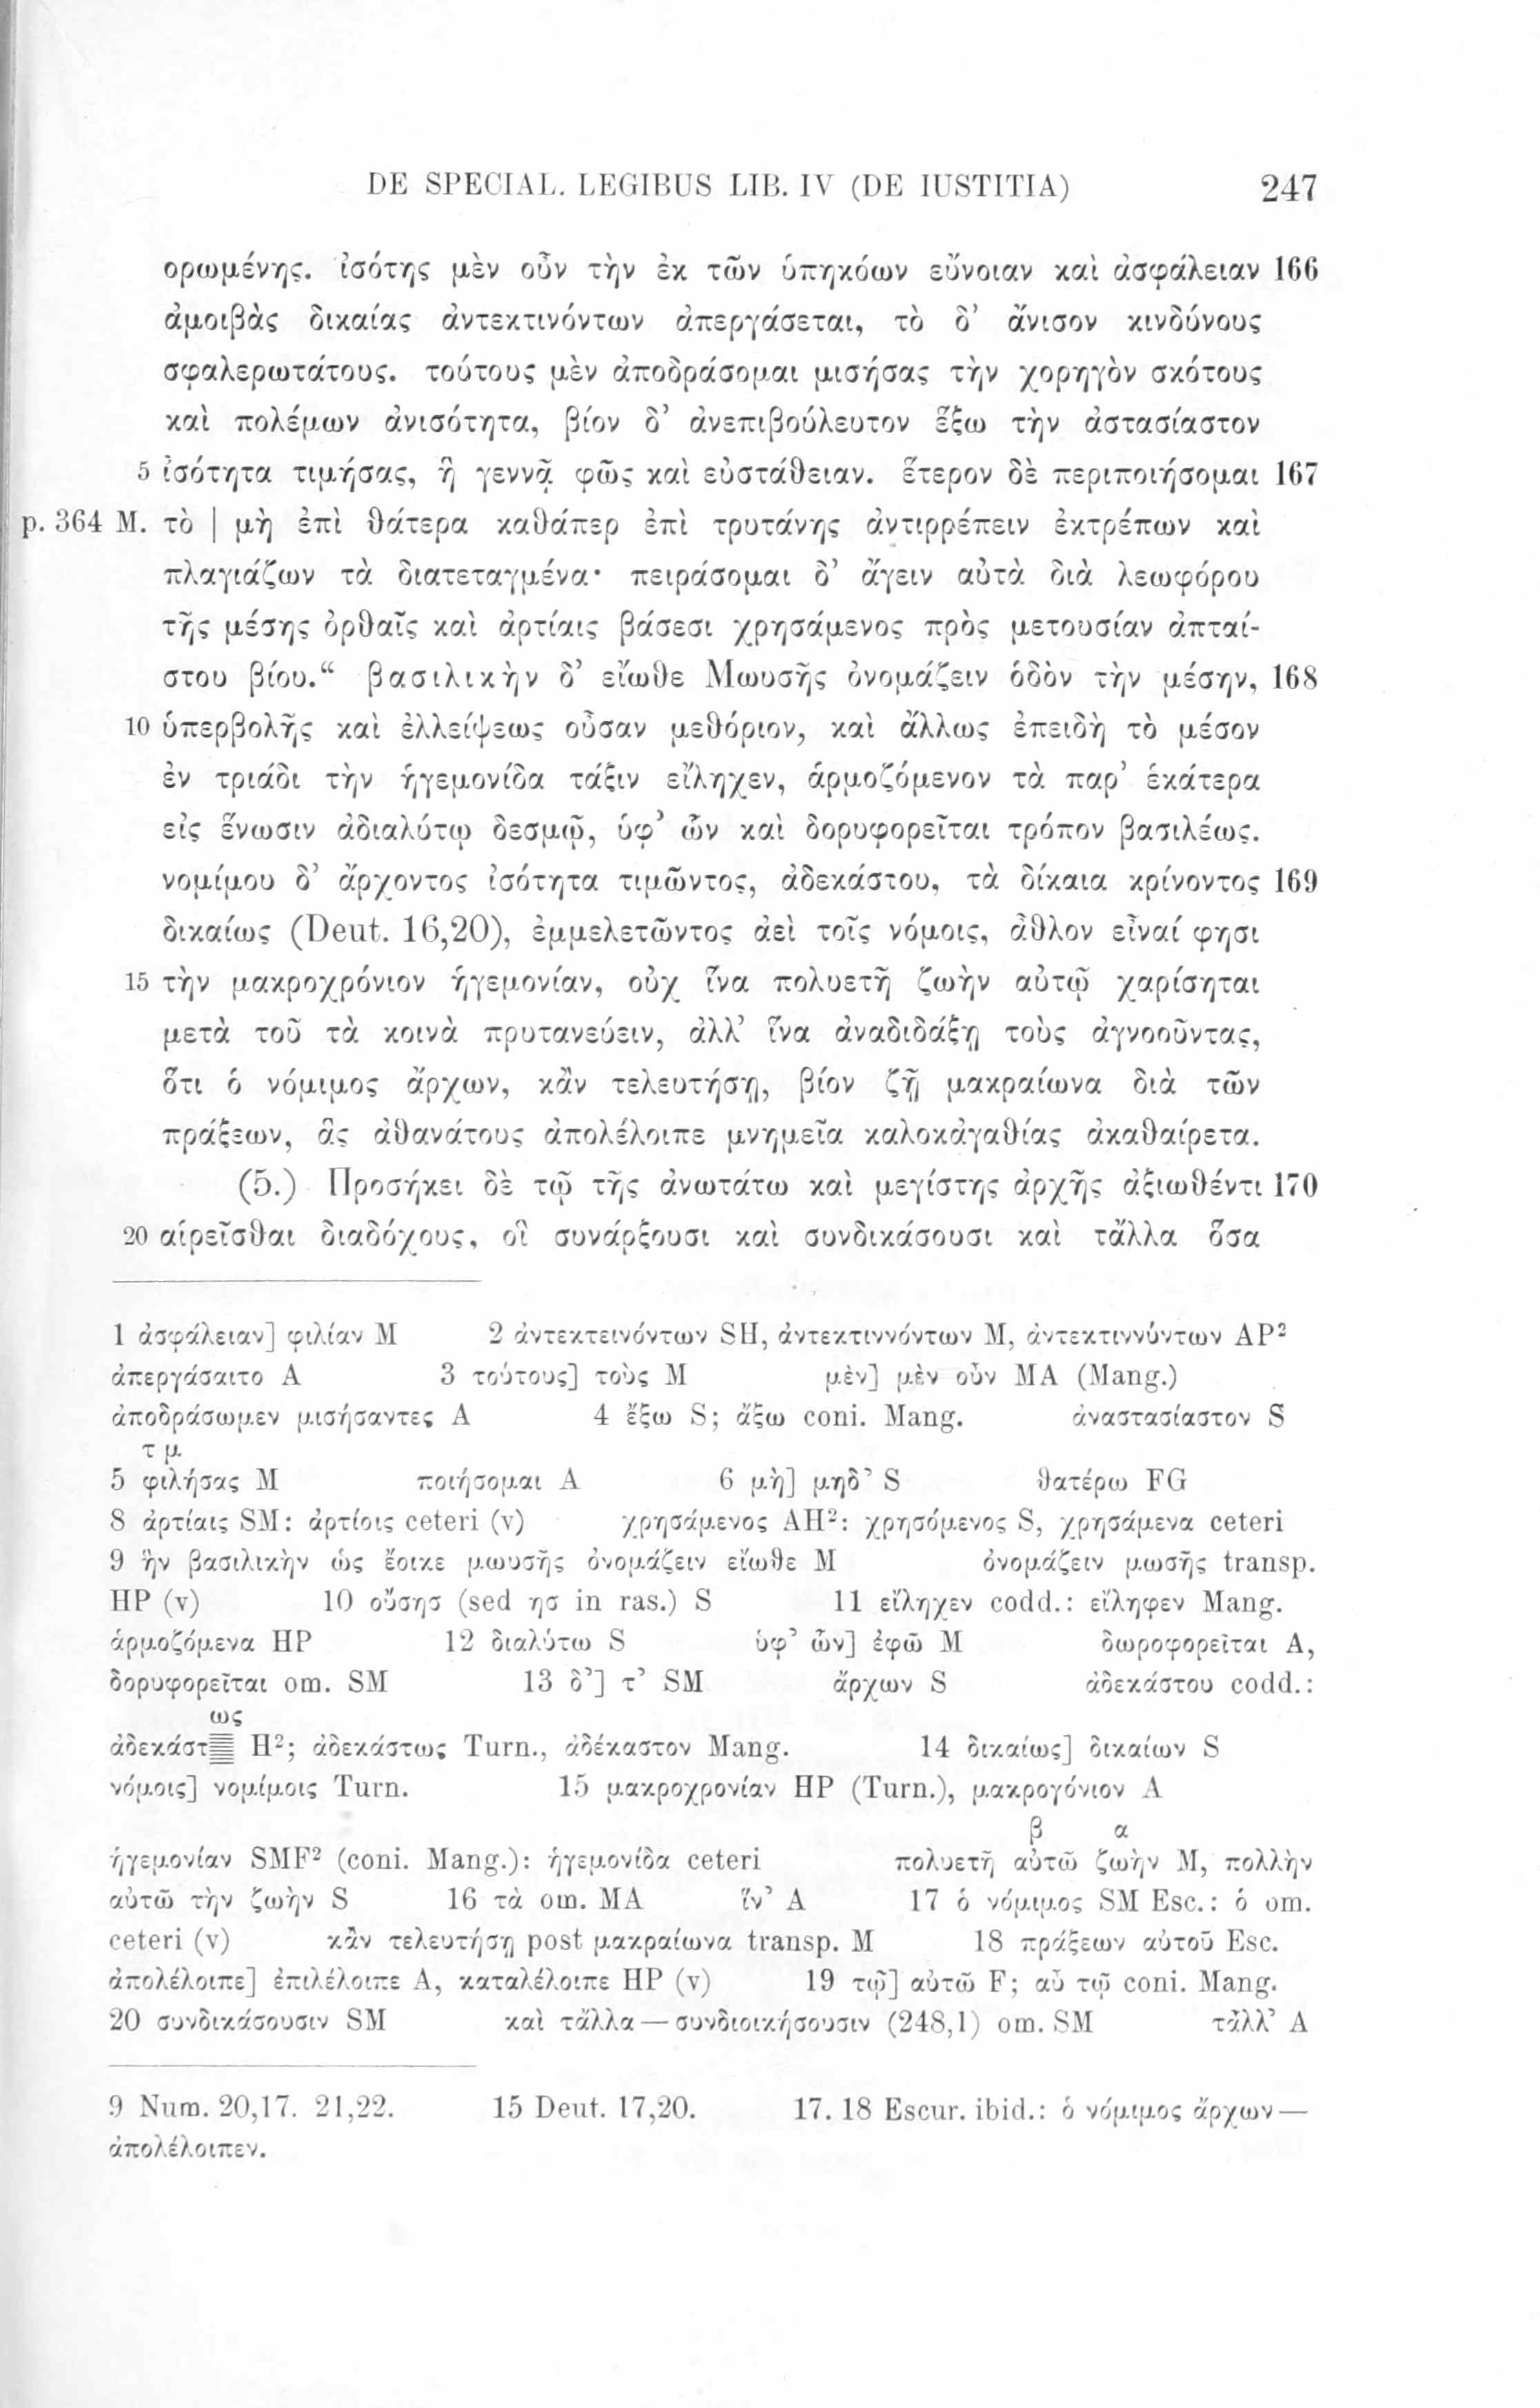 DE SPECIAL. LEGIBUS LIB. IV (DE IUSTITIA) 247
ορωμένης. ἰσότης μὲν οὖν τὴν ἐκ τῶν ὑπηκόων εὔνοιαν καὶ ἀσφάλειαν 166
ἀμοιβὰς δικαίας ἀντεκτινόντων ἀπεργάσεται, τὸ δ’ ἄνισον κινδύνους
σφαλερωτάτους. τούτους μὲν ἀποδράσομαι μισήσας τὴν χορηγὸν σκότους
καὶ πολέμων ἀνισότητα, βίον δ’ ἀνεπιβούλευτον ἕξω τὴν ἀστασίαστον
5 ἰσότητα τιμήσας, ἣ γεννᾷ φῶς καὶ εὐστάθειαν. ἕτερον δὲ περιποιήσομαι 167
p. 364 M. τὸ | μὴ ἐπὶ θάτερα καθάπερ ἐπὶ τρυτάνης ἀντιρρέπειν ἐκτρέπων καὶ
πλαγιάζων τὰ διατεταγμένα· πειράσομαι δ’ ἄγειν αὐτὰ διὰ λεωφόρου
τῆς μέσης ὀρθαῖς καὶ ἀρτίαις βάσεσι χρησάμενος πρὸς μετουσίαν ἀπταί-
στου βίου.“ βασιλικὴν δ’ εἴωθε Μωυσῆς ὀνομάζειν ὁδὸν τὴν μέσην, 168
10 ὑπερβολῆς καὶ ἐλλείψεως οὖσαν μεθόριον, καὶ ἄλλως ἐπειδὴ τὸ μέσον
ἐν τριάδι τὴν ἡγεμονίδα τάξιν εἴληχεν, ἁρμοζόμενον τὰ παρ’ ἑκάτερα
εἰς ἕνωσιν ἀδιαλύτῳ δεσμῷ, ὑφ’ ὧν καὶ δορυφορεῖται τρόπον βασιλέως.
νομίμου δ’ ἄρχοντος ἰσότητα τιμῶντος, ἀδεκάστου, τὰ δίκαια κρίνοντος 169
δικαίως (Deut. 16,20), ἐμμελετῶντος ἀεὶ τοῖς νόμοις, ἆθλον εἶναί φησι
15 τὴν μακροχρόνιον ἡγεμονίαν, οὐχ ἵνα πολυετῆ ζωὴν αὐτῷ χαρίσηται
μετὰ τοῦ τὰ κοινὰ πρυτανεύειν, ἀλλ’ ἵνα ἀναδιδάξῃ τοὺς ἀγνοοῦντας,
ὅτι ὁ νόμιμος ἄρχων, κἂν τελευτήσῃ, βίον ζῇ μακραίωνα διὰ τῶν
πράξεων, ἃς ἀθανάτους ἀπολέλοιπε μνημεῖα καλοκἀγαθίας ἀκαθαίρετα.
(5.) Προσήκει δὲ τῷ τῆς ἀνωτάτω καὶ μεγίστης ἀρχῆς ἀξιωθέντι 170
20 αἱρεῖσθαι διαδόχους, οἳ συνάρξουσι καὶ συνδικάσουσι καὶ τἄλλα ὅσα
1 ἀσφάλειαν] φιλίαν M 2 ἀντεκτεινόντων SH, ἀντεκτιννόντων M, ἀντεκτιννύντων AP²
ἀπεργάσαιτο A 3 τούτους] τοὺς M μὲν] μὲν οὖν MA (Mang.)
ἀποδράσωμεν μισήσαντες A 4 ἔξω S; ἄξω coni. Mang. ἀναστασίαστον S
τ μ
5 φιλήσας M ποιήσομαι A 6 μὴ] μηδ’ S θατέρω FG
8 ἀρτίαις SM: ἀρτίοις ceteri (v) χρησάμενος AH²: χρησόμενος S, χρησάμενα ceteri
9 ἣν βασιλικὴν ὡς ἔοικε μωυσῆς ὀνομάζειν εἴωθε M ὀνομάζειν μωσῆς transp.
HP (v) 10 οὔσησ (sed ησ in ras.) S 11 εἴληχεν codd.: εἴληφεν Mang.
ἁρμοζόμενα HP 12 διαλύτω S ὑφ’ ὧν] ἐφῶ M δωροφορεῖται A,
δορυφορεῖται om. SM 13 δ’] τ’ SM ἄρχων S ἀδεκάστου codd.:
ως
ἀδεκάστ H²; ἀδεκάστως Turn., ἀδέκαστον Mang. 14 δικαίως] δικαίων S
νόμοις] νομίμοις Turn. 15 μακροχρονίαν HP (Turn.), μακρογόνιον A
β α
ἡγεμονίαν SMF² (coni. Mang.): ἡγεμονίδα ceteri πολυετῆ αὐτῶ ζωὴν M, πολλὴν
αὐτῶ τὴν ζωὴν S 16 τὰ om. MA ἵν’ A 17 ὁ νόμιμος SM Esc.: ὁ om.
ceteri (v) κἂν τελευτήσῃ post μακραίωνα transp. M 18 πράξεων αὐτοῦ Esc.
ἀπολέλοιπε] ἐπιλέλοιπε A, καταλέλοιπε HP (v) 19 τῷ] αὐτῶ F; αὖ τῷ coni. Mang.
20 συνδικάσουσιν SM καὶ τἄλλα — συνδιοικήσουσιν (248,1) om. SM τἆλλ’ A
9 Num. 20,17. 21,22. 15 Deut. 17,20. 17. 18 Escur. ibid.: ὁ νόμιμος ἄρχων —
ἀπολέλοιπεν.